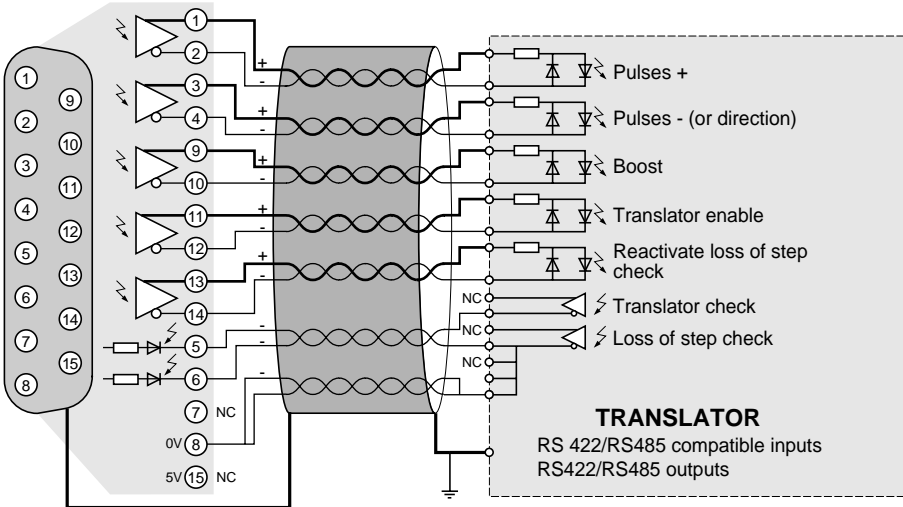 1
2
3
4
5
6
7
8
9
10
11
12
13
14
15
1
2
3
4
9
10
11
12
13
14
5
6
7 NC
0V 8
5V 15 NC
+
-
+
-
+
-
+
-
+
-
-
-
-
Pulses +
Pulses - (or direction)
Boost
Translator enable
Reactivate loss of step
check
NC
Translator check
NC
Loss of step check
NC
TRANSLATOR
RS 422/RS485 compatible inputs
RS422/RS485 outputs